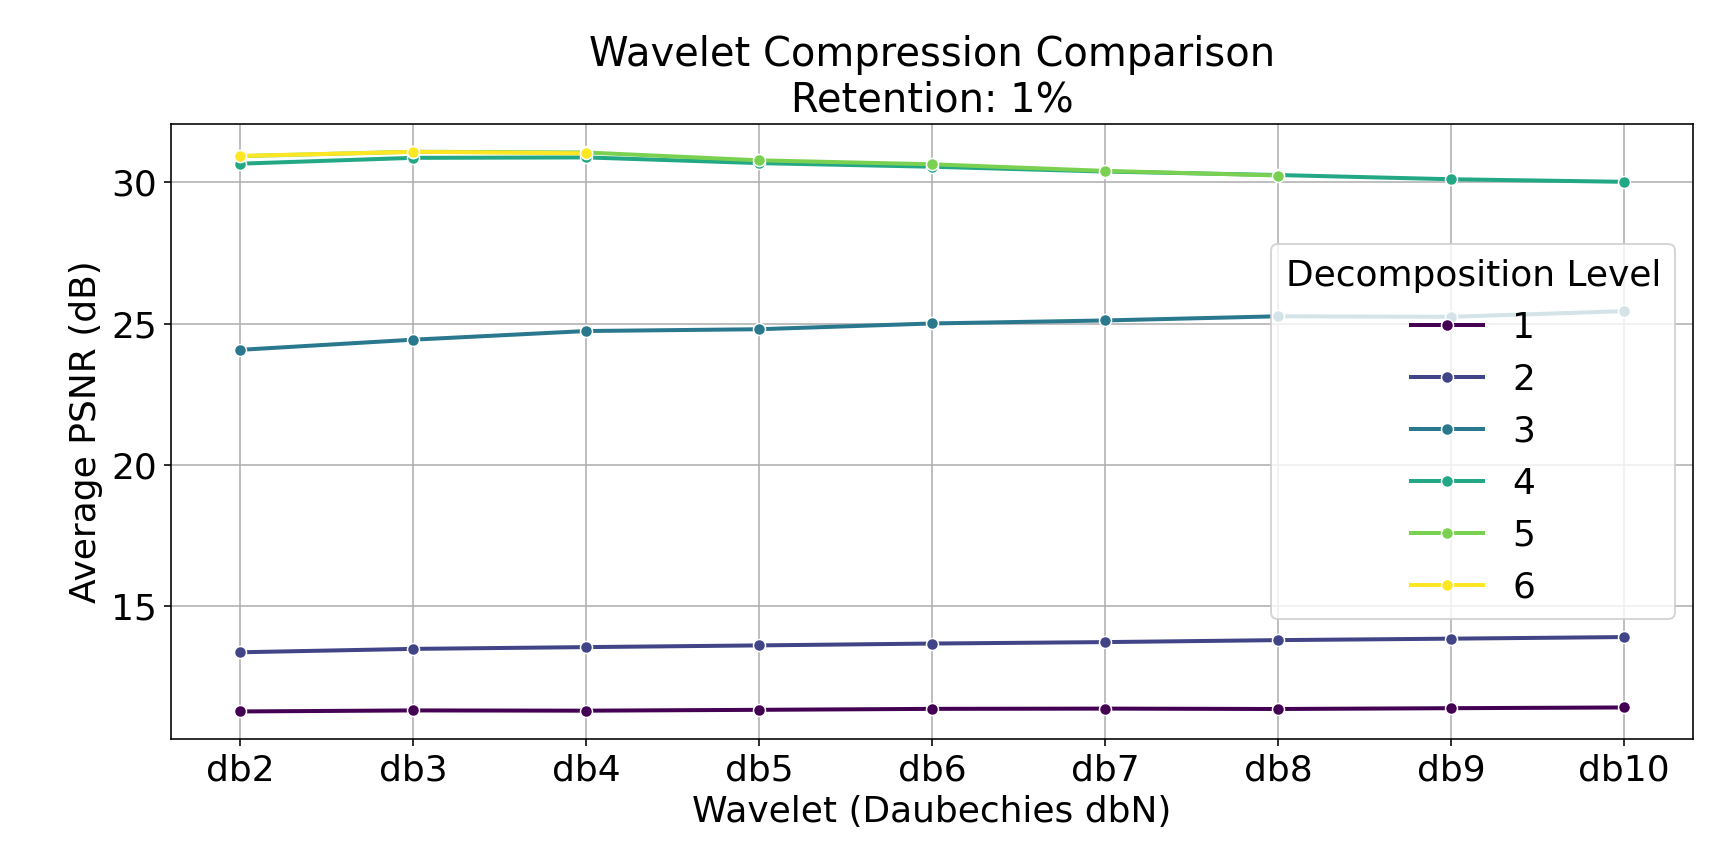 Wavelet Compression Comparison
Retention: 1%
Average PSNR (dB)
30
25
20
15
Decomposition Level
1
2
3
4
5
6
db2 db3 db4 db5 db6 db7 db8 db9 db10
Wavelet (Daubechies dbN)